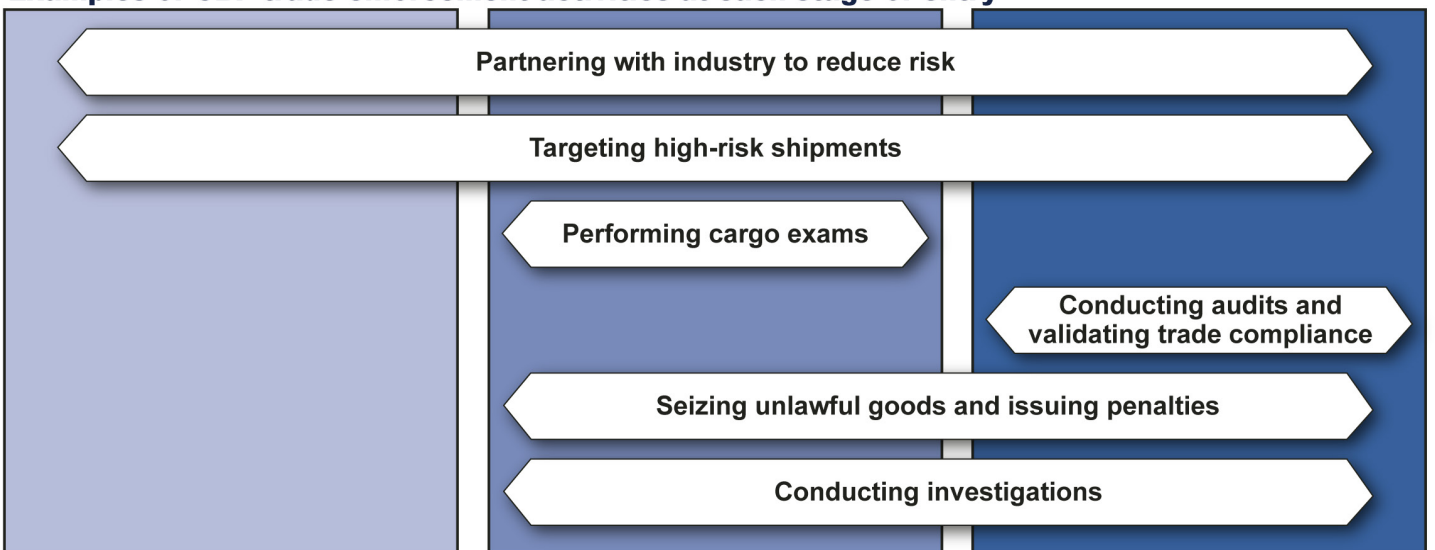 Partnering with industry to reduce risk
Targeting high-risk shipments
Performing cargo exams
Conducting audits and
validating trade compliance
Seizing unlawful goods and issuing penalties
Conducting investigations